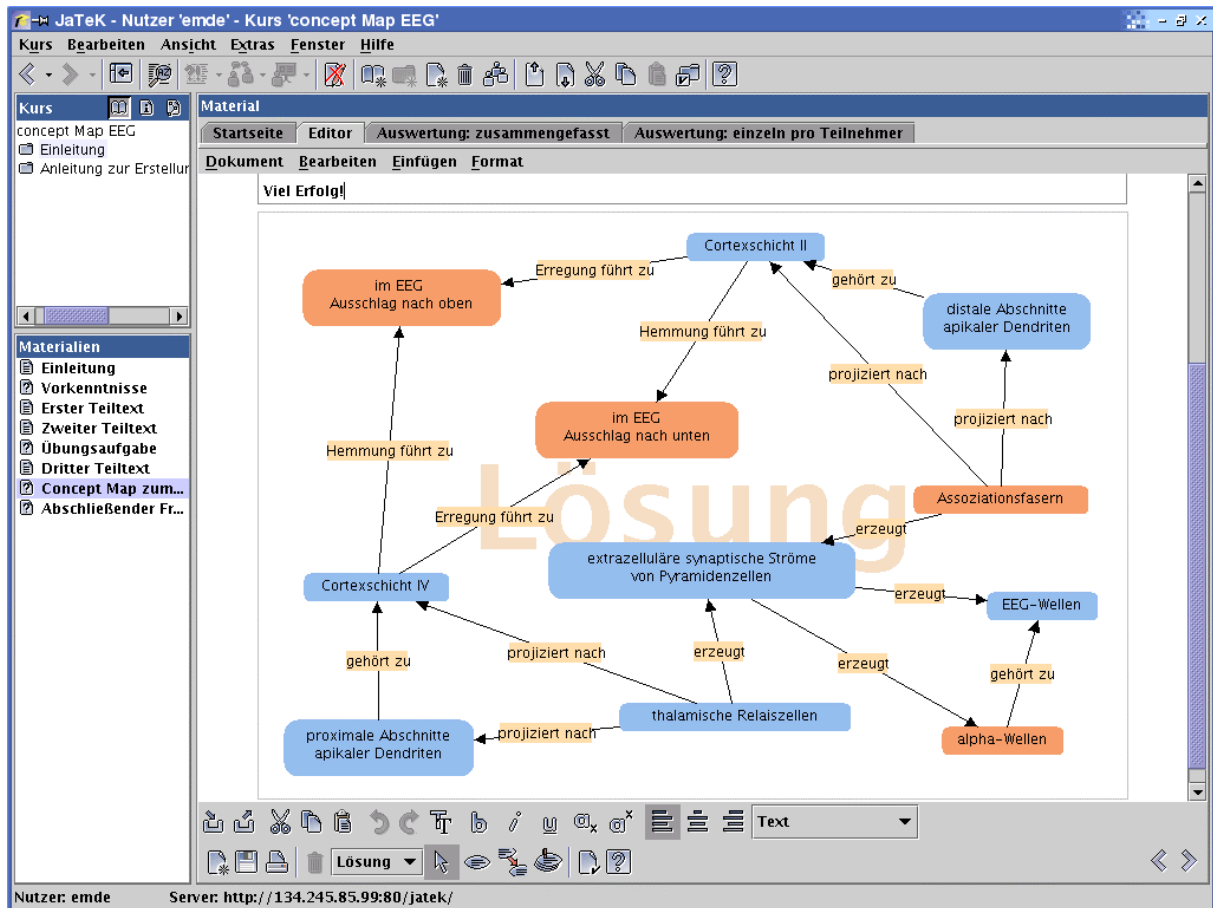 JaTeK - Nutzer 'emde' - Kurs 'concept Map EEG'
Kurs Bearbeiten Ansicht Extras Fenster Hilfe
Kurs
concept Map EEG
Einleitung
Anleitung zur Erstellur
Materialien
Einleitung
Vorkenntnisse
Erster Teiltext
Zweiter Teiltext
Übungsaufgabe
Dritter Teiltext
Concept Map zum...
Abschließender Fr...
Material
Startseite Editor Auswertung: zusammengefasst Auswertung: einzeln pro Teilnehmer
Dokument Bearbeiten Einfügen Format
Viel Erfolg!
Cortexschicht II
Erregung führt zu
gehört zu
im EEG
Ausschlag nach oben
distale Abschnitte
apikaler Dendriten
Hemmung führt zu
projiziert nach
projiziert nach
im EEG
Ausschlag nach unten
Hemmung führt zu
Lösung
Assoziationsfasern
Erregung führt zu
erzeugt
extrazelluläre synaptische Ströme
von Pyramidenzellen
Cortexschicht IV
erzeugt
EEG-Wellen
gehört zu
projiziert nach
erzeugt
erzeugt
gehört zu
thalamische Relaiszellen
proximale Abschnitte
apikaler Dendriten
projiziert nach
alpha-Wellen
Text
Lösung
Nutzer: emde Server: http://134.245.85.99:80/jatek/